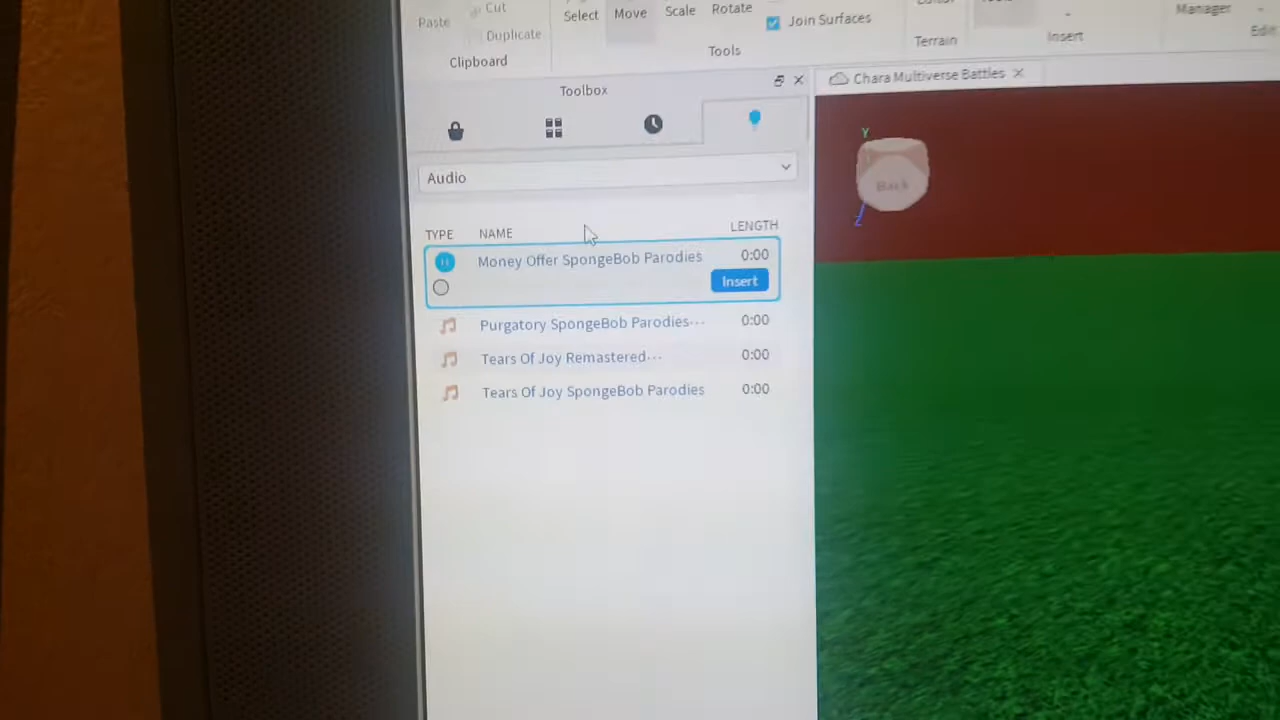 Cut
Paste
Duplicate
Clipboard
Select
Move
Scale
Rotate
Join Surfaces
Tools
Terrain
Insert
Manager
Toolbox
Chara Multiverse Battles
Audio
Y
Back
Z
TYPE NAME LENGTH
Money Offer SpongeBob Parodies 0:00
Insert
Purgatory SpongeBob Parodies... 0:00
Tears Of Joy Remastered... 0:00
Tears Of Joy SpongeBob Parodies 0:00